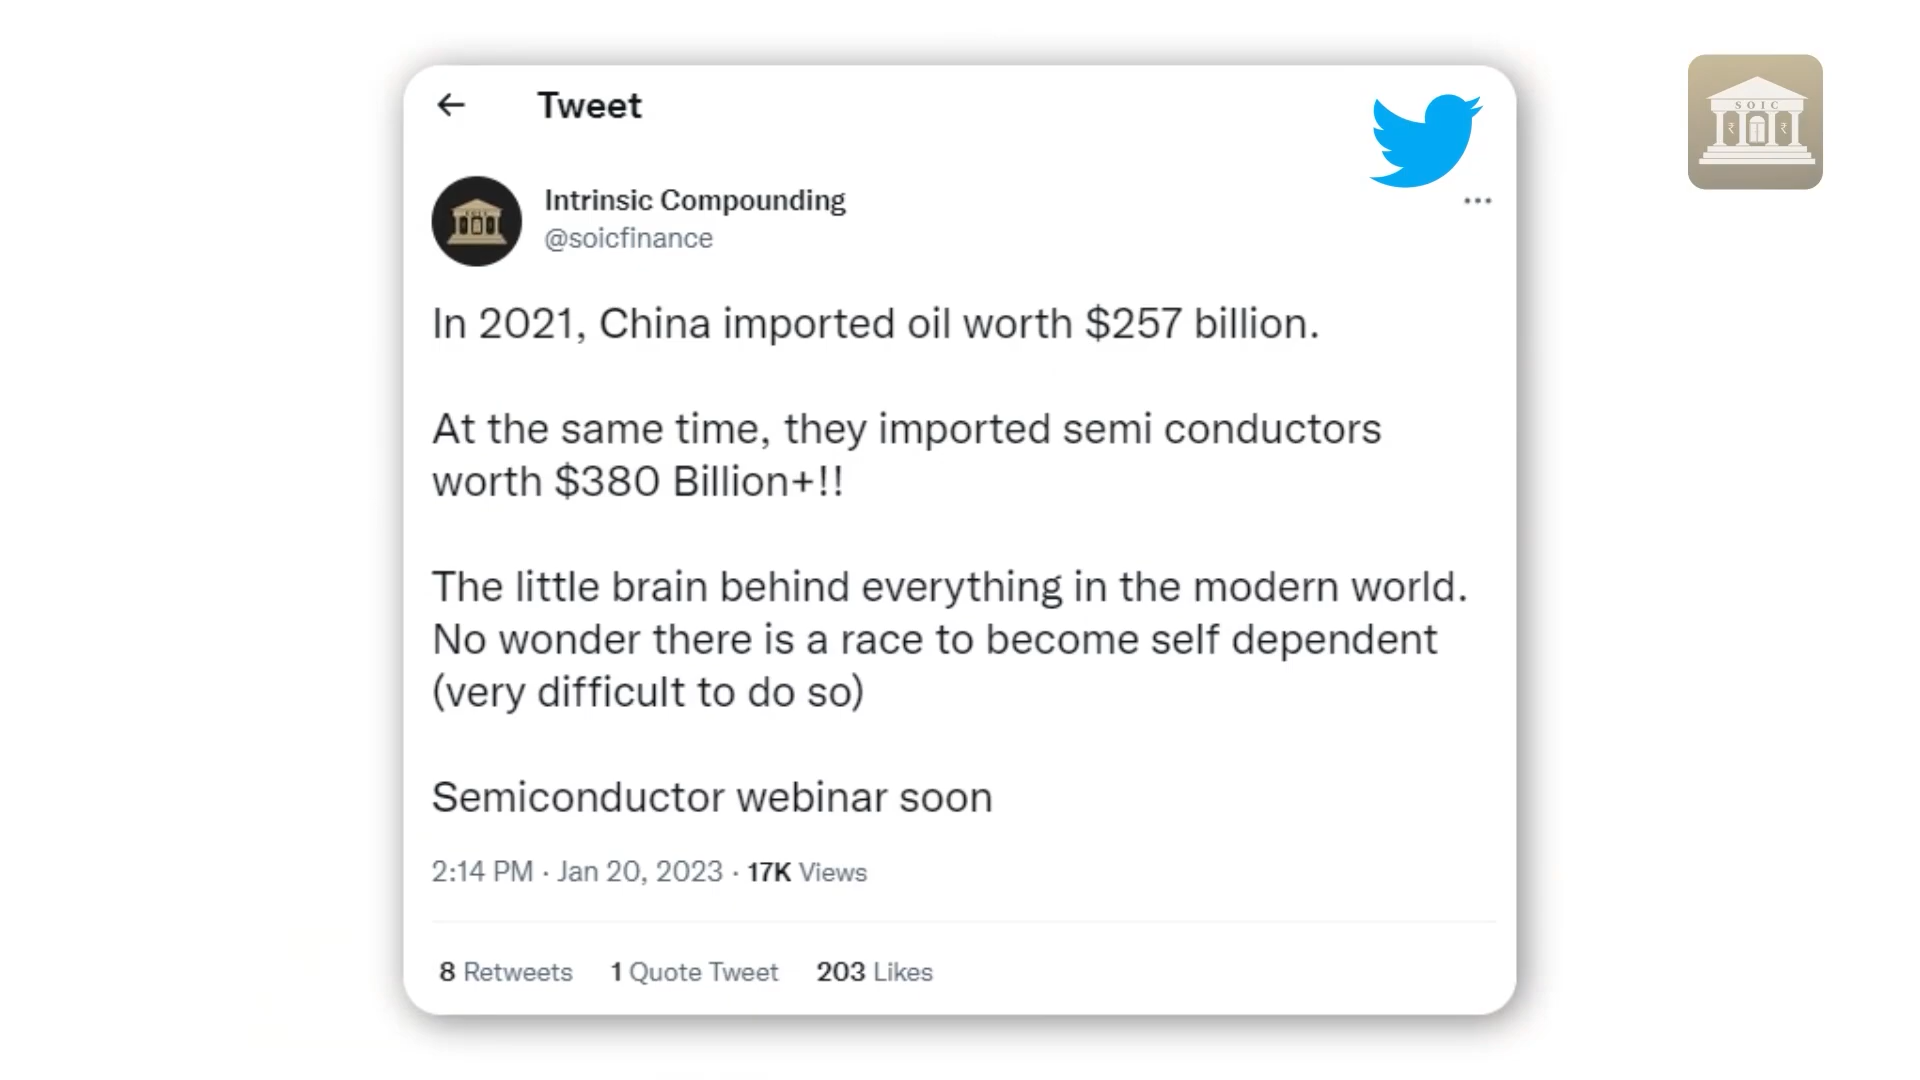 Tweet
SOIC
Intrinsic Compounding
@soicfinance
In 2021, China imported oil worth $257 billion.
At the same time, they imported semi conductors
worth $380 Billion+!!
The little brain behind everything in the modern world.
No wonder there is a race to become self dependent
(very difficult to do so)
Semiconductor webinar soon
2:14 PM · Jan 20, 2023 · 17K Views
8 Retweets 1 Quote Tweet 203 Likes